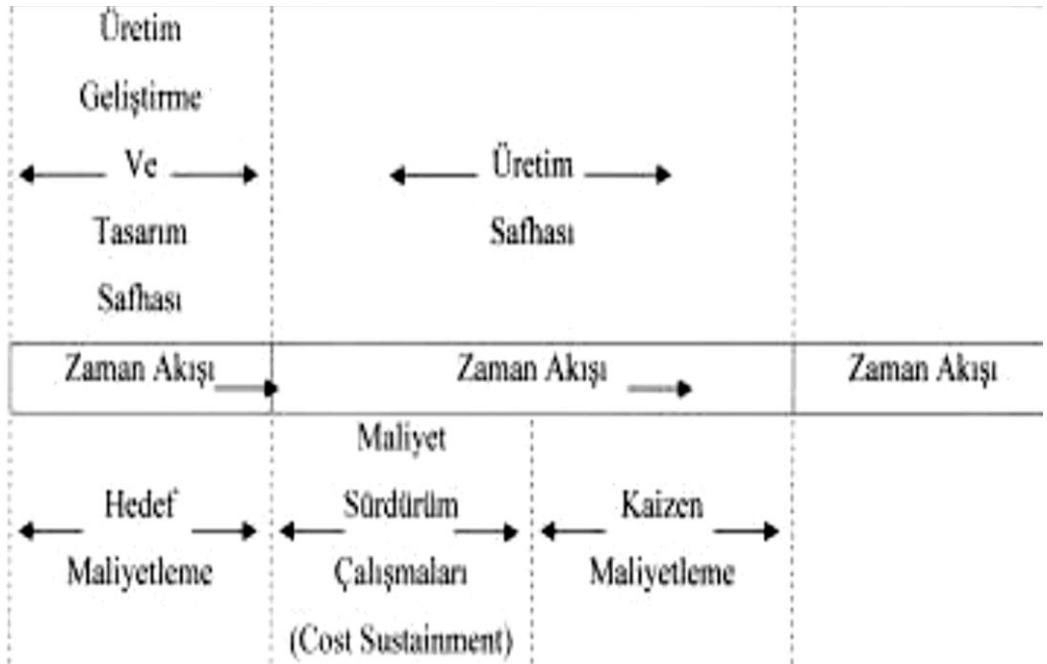 Üretim
Geliştirme
Ve
Tasarım
Safhası
Üretim
Safhası
Zaman Akışı
Zaman Akışı
Zaman Akışı
Hedef
Maliyetleme
Maliyet
Sürdürüm
Çalışmaları
(Cost Sustainment)
Kaizen
Maliyetleme